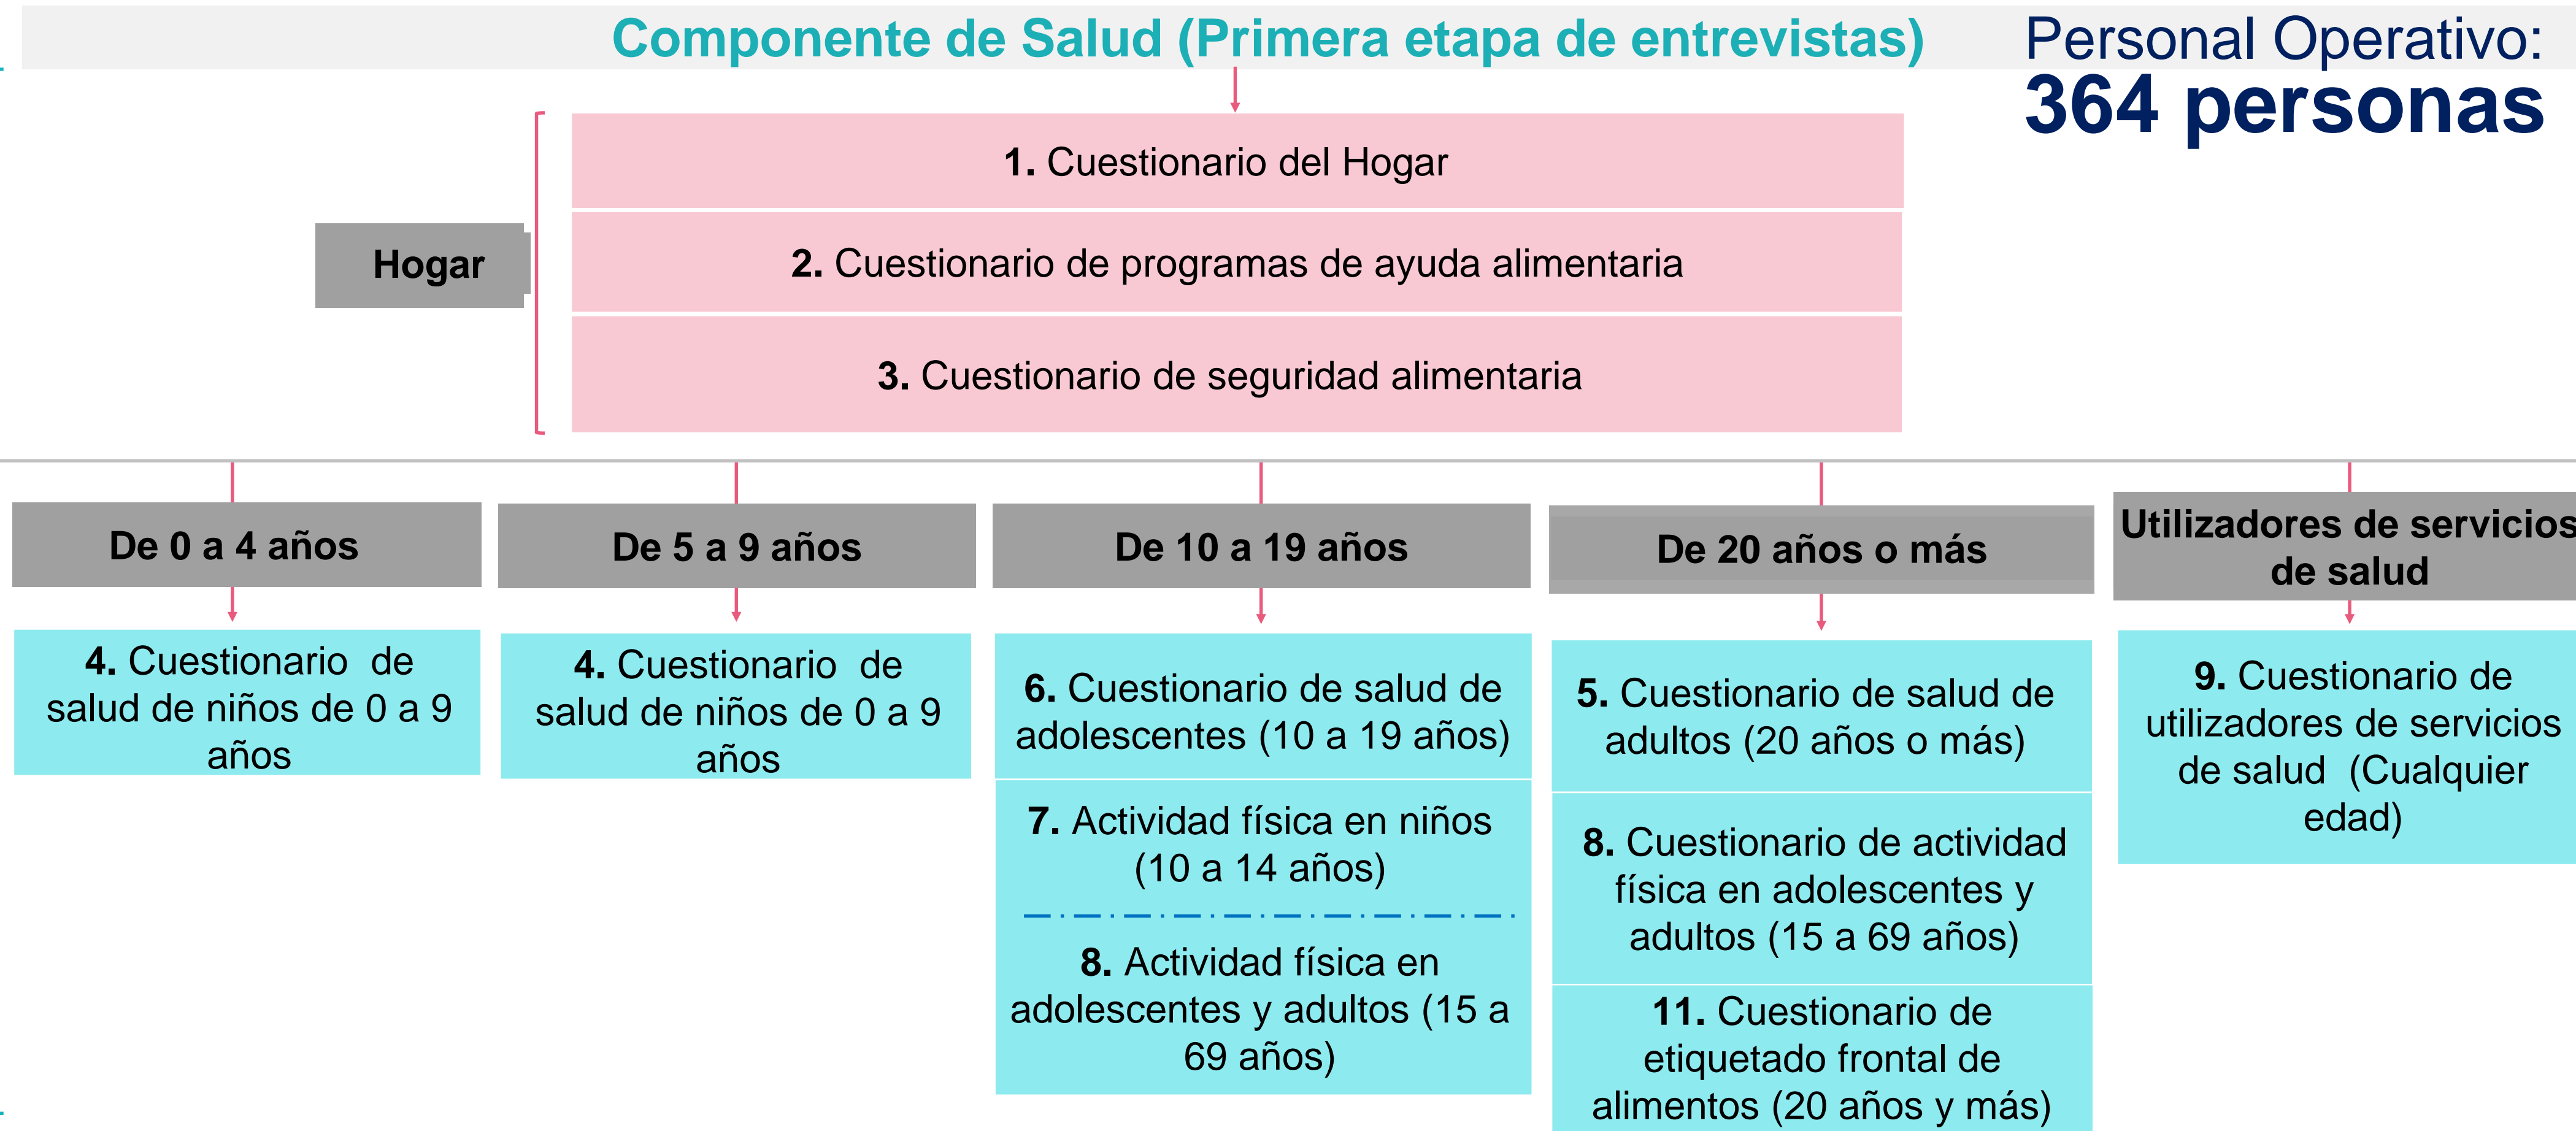 Componente de Salud (Primera etapa de entrevistas)
Personal Operativo:
364 personas
1. Cuestionario del Hogar
Hogar
2. Cuestionario de programas de ayuda alimentaria
3. Cuestionario de seguridad alimentaria
De 0 a 4 años
4. Cuestionario  de
salud de niños de 0 a 9
años
De 5 a 9 años
4. Cuestionario  de
salud de niños de 0 a 9
años
De 10 a 19 años
6. Cuestionario de salud de
adolescentes (10 a 19 años)
7. Actividad física en niños
(10 a 14 años)
8. Actividad física en
adolescentes y adultos (15 a
69 años)
De 20 años o más
5. Cuestionario de salud de
adultos (20 años o más)
8. Cuestionario de actividad
física en adolescentes y
adultos (15 a 69 años)
11. Cuestionario de
etiquetado frontal de
alimentos (20 años y más)
Utilizadores de servicios
de salud
9. Cuestionario de
utilizadores de servicios
de salud  (Cualquier
edad)